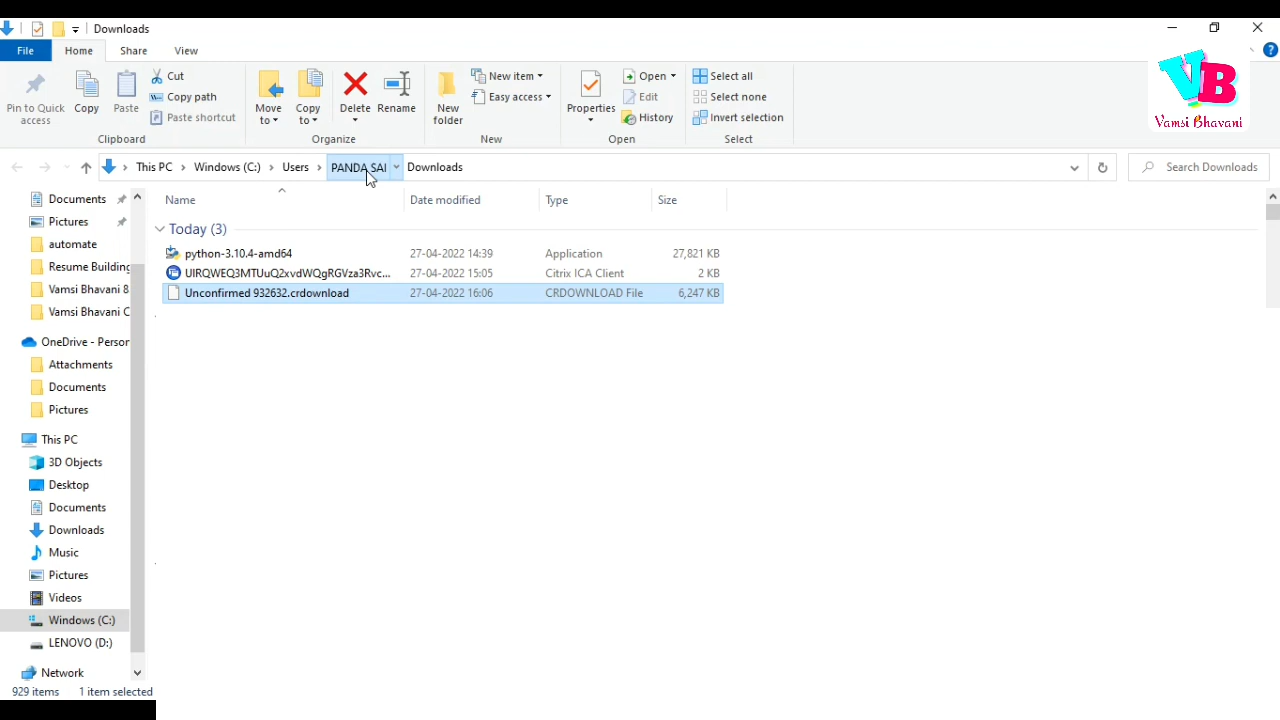 Downloads
File Home Share View
Pin to Quick access
Copy
Paste
Cut
Copy path
Paste shortcut
Clipboard
Move to
Copy to
Delete
Rename
Organize
New folder
New item
Easy access
New
Properties
Open
Edit
History
Open
Select all
Select none
Invert selection
Select
VB
Vamsi Bhavani
This PC Windows (C:) Users PANDA SAI Downloads
Search Downloads
Name Date modified Type Size
Today (3)
python-3.10.4-amd64 27-04-2022 14:39 Application 27,821 KB
UlRQWEQ3MTUuQ2xvdWQgRGVza3Rvc... 27-04-2022 15:05 Citrix ICA Client 2 KB
Unconfirmed 932632.crdownload 27-04-2022 16:06 CRDOWNLOAD File 6,247 KB
Documents
Pictures
automate
Resume Building
Vamsi Bhavani 8
Vamsi Bhavani C
OneDrive - Person
Attachments
Documents
Pictures
This PC
3D Objects
Desktop
Documents
Downloads
Music
Pictures
Videos
Windows (C:)
LENOVO (D:)
Network
929 items 1 item selected